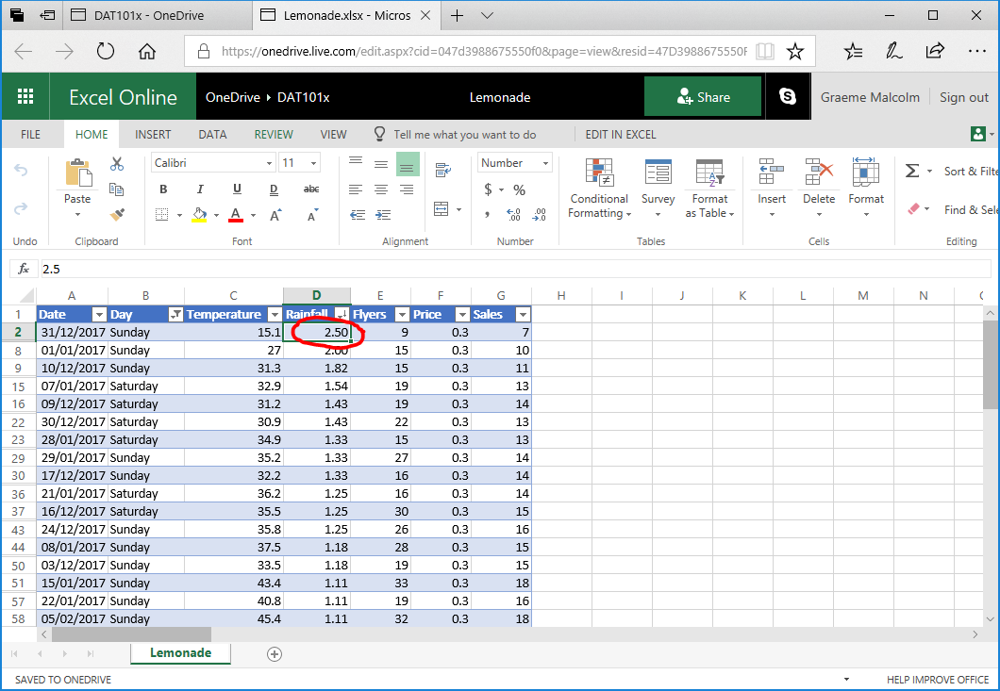 DAT101x - OneDrive
Lemonade.xlsx - Micros
https://onedrive.live.com/edit.aspx?cid=047d3988675550f0&page=view&resid=47D3988675550F
Excel Online OneDrive DAT101x Lemonade Share Graeme Malcolm Sign out
FILE HOME INSERT DATA REVIEW VIEW Tell me what you want to do EDIT IN EXCEL
Calibri 11 Number Sort & Filte
Paste B I U D abc $ % Conditional Formatting Survey Format as Table Insert Delete Format Find & Sel
Undo Clipboard Font Alignment Number Tables Cells Editing
fx 2.5
A B C D E F G H I J K L M N
1 Date Day Temperature Rainfall Flyers Price Sales
2 31/12/2017 Sunday 15.1 2.50 9 0.3 7
8 01/01/2017 Sunday 27 2.00 15 0.3 10
9 10/12/2017 Sunday 31.3 1.82 15 0.3 11
15 07/01/2017 Saturday 32.9 1.54 19 0.3 13
16 09/12/2017 Saturday 31.2 1.43 19 0.3 14
22 30/12/2017 Saturday 30.9 1.43 22 0.3 13
23 28/01/2017 Saturday 34.9 1.33 15 0.3 13
29 29/01/2017 Sunday 35.2 1.33 27 0.3 14
30 17/12/2017 Sunday 32.2 1.33 16 0.3 14
36 21/01/2017 Saturday 36.2 1.25 16 0.3 14
37 16/12/2017 Saturday 35.5 1.25 30 0.3 15
43 24/12/2017 Sunday 35.8 1.25 26 0.3 16
44 08/01/2017 Sunday 37.5 1.18 28 0.3 15
50 03/12/2017 Sunday 33.5 1.18 19 0.3 15
51 15/01/2017 Sunday 43.4 1.11 33 0.3 18
57 22/01/2017 Sunday 40.8 1.11 19 0.3 16
58 05/02/2017 Sunday 45.4 1.11 32 0.3 18
Lemonade
SAVED TO ONEDRIVE HELP IMPROVE OFFICE